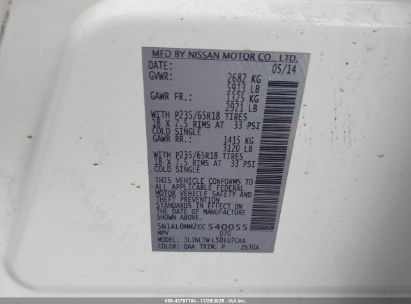 MFD BY NISSAN MOTOR CO., LTD.
DATE: 05/14
GVWR: 2682 KG
5913 LB
GAWR FR.: 1325 KG
2921 LB
WITH P235/65R18 TIRES
18 X 7.5 RIMS AT 33 PSI
COLD SINGLE
GAWR RR.: 1415 KG
3120 LB
WITH P235/65R18 TIRES
18 X 7.5 RIMS AT 33 PSI
COLD SINGLE
THIS VEHICLE CONFORMS TO
ALL APPLICABLE FEDERAL
MOTOR VEHICLE SAFETY AND
THEFT PREVENTION
STANDARDS IN EFFECT ON
THE DATE OF MANUFACTURE
SHOWN ABOVE.
5N1AL0MM2EC540055
MPV 070
MODEL:
COLOR: QAA TRIM: P